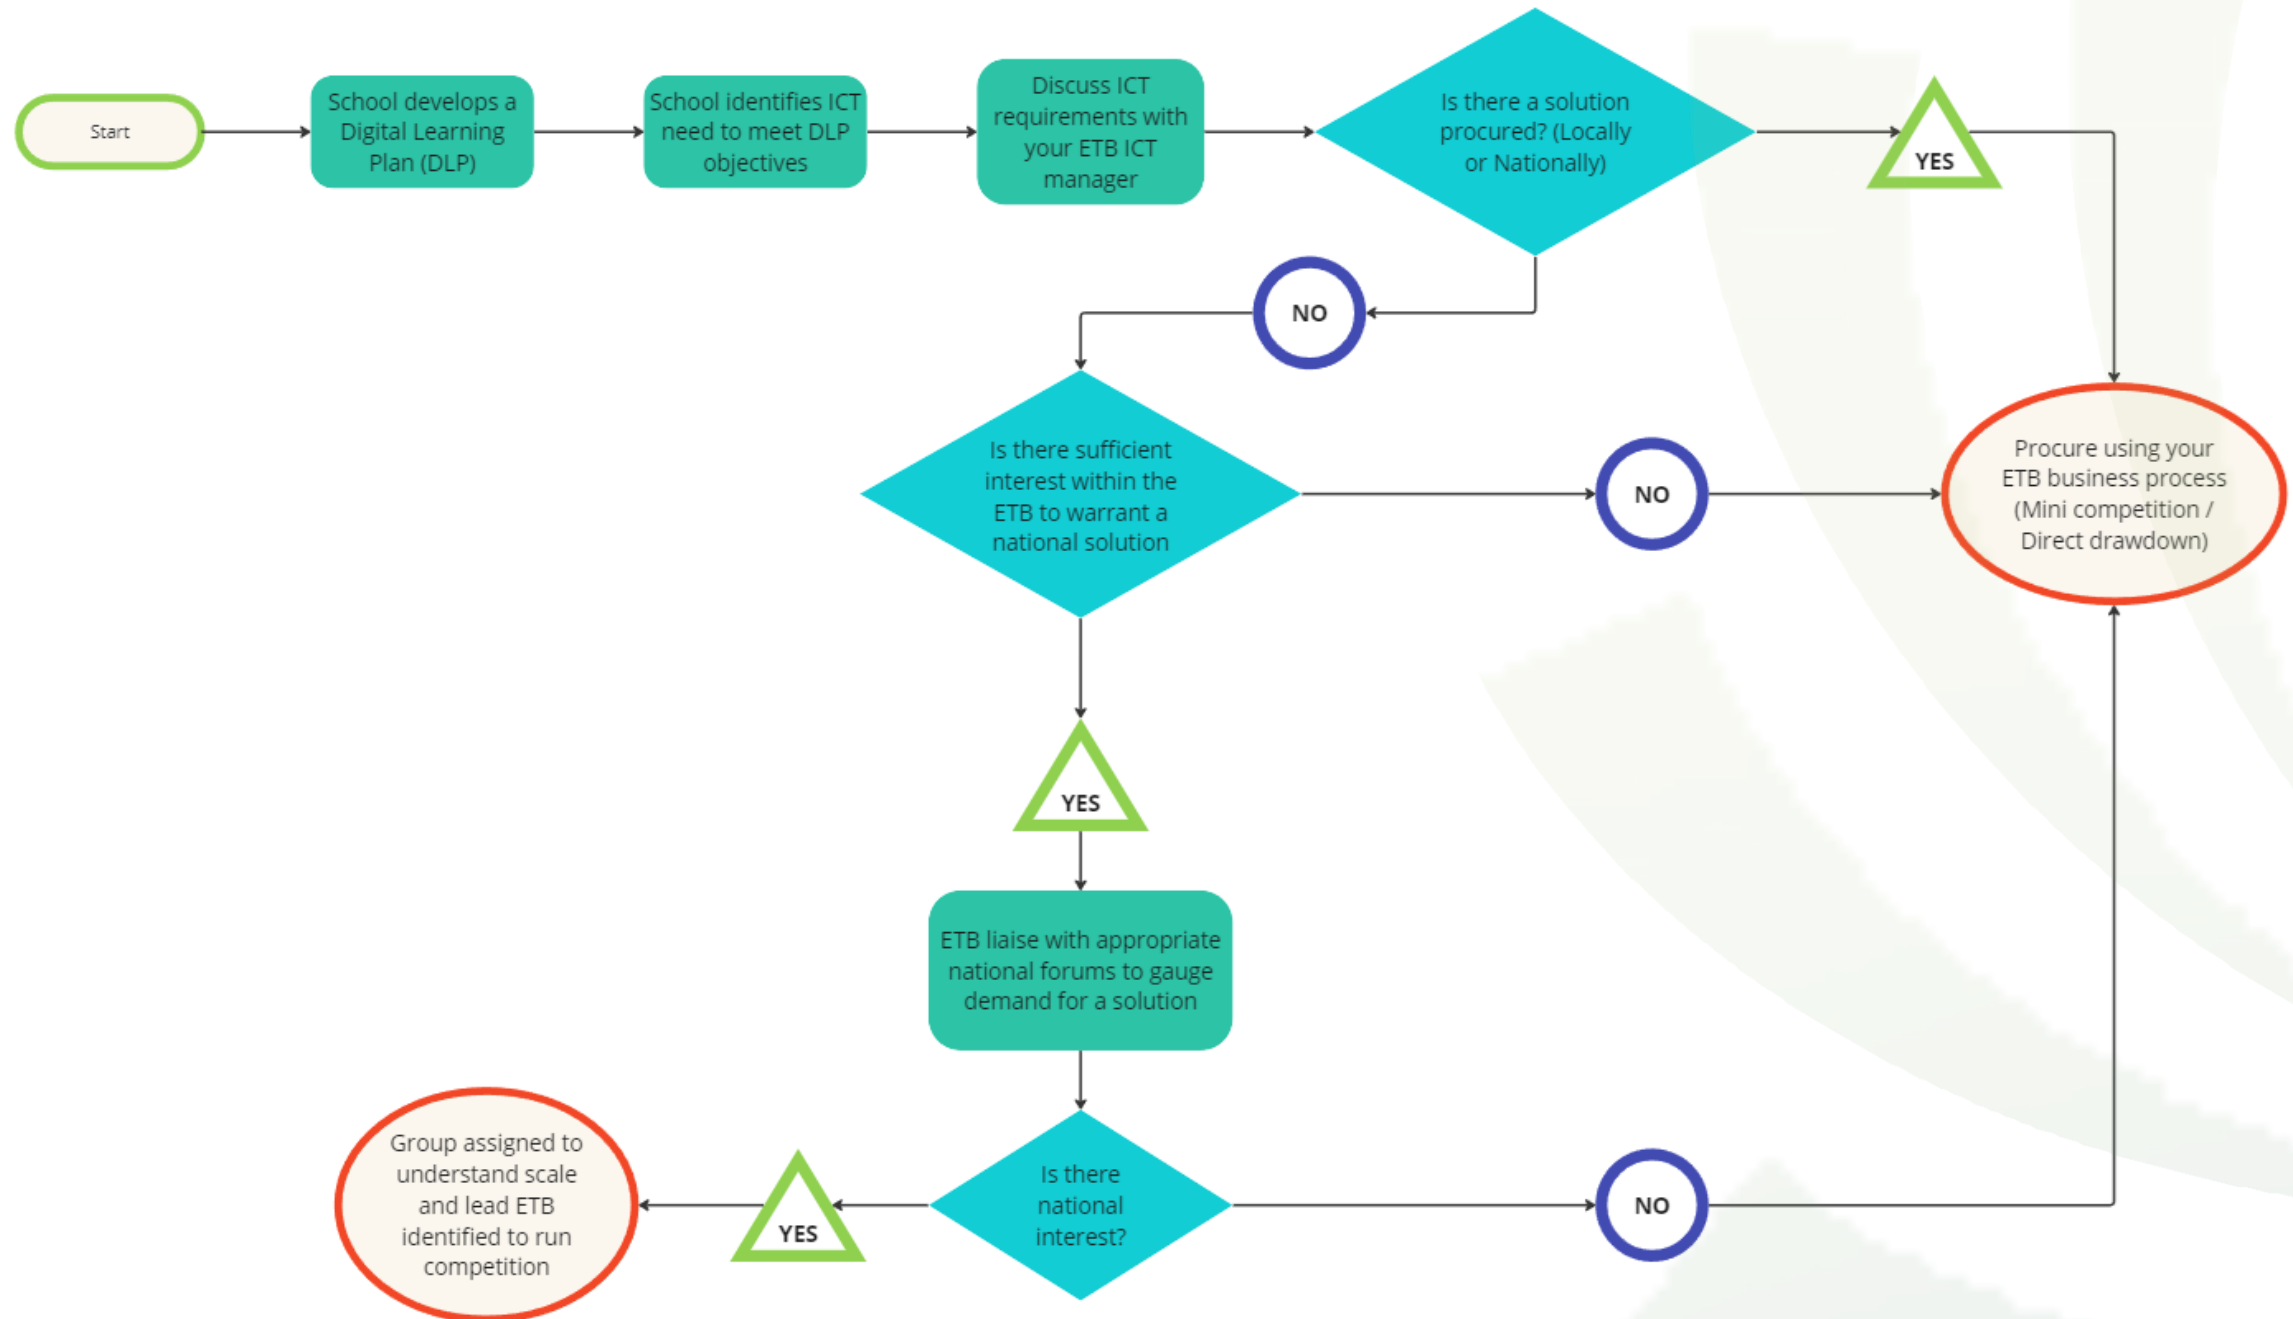 Start
School develops a
Digital Learning
Plan (DLP)
School identifies ICT
need to meet DLP
objectives
Discuss ICT
requirements with
your ETB ICT
manager
Is there a solution
procured? (Locally
or Nationally)
YES
NO
Is there sufficient
interest within the
ETB to warrant a
national solution
NO
Procure using your
ETB business process
(Mini competition /
Direct drawdown)
YES
ETB liaise with appropriate
national forums to gauge
demand for a solution
Group assigned to
understand scale
and lead ETB
identified to run
competition
YES
Is there
national
interest?
NO